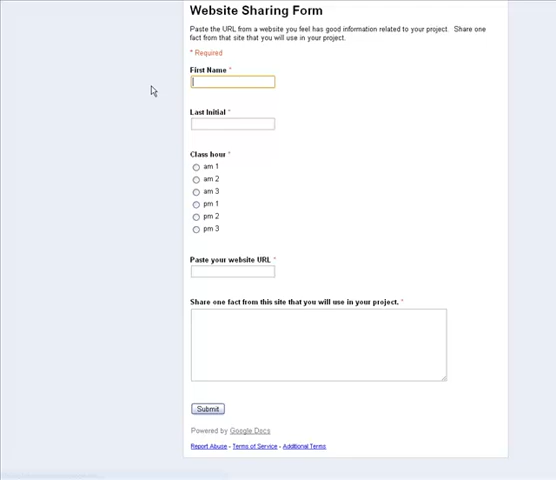 Website Sharing Form
Paste the URL from a website you feel has good information related to your project. Share one
fact from that site that you will use in your project.
* Required
First Name *
Last Initial *
Class hour *
am 1
am 2
am 3
pm 1
pm 2
pm 3
Paste your website URL *
Share one fact from this site that you will use in your project. *
Submit
Powered by Google Docs
Report Abuse - Terms of Service - Additional Terms